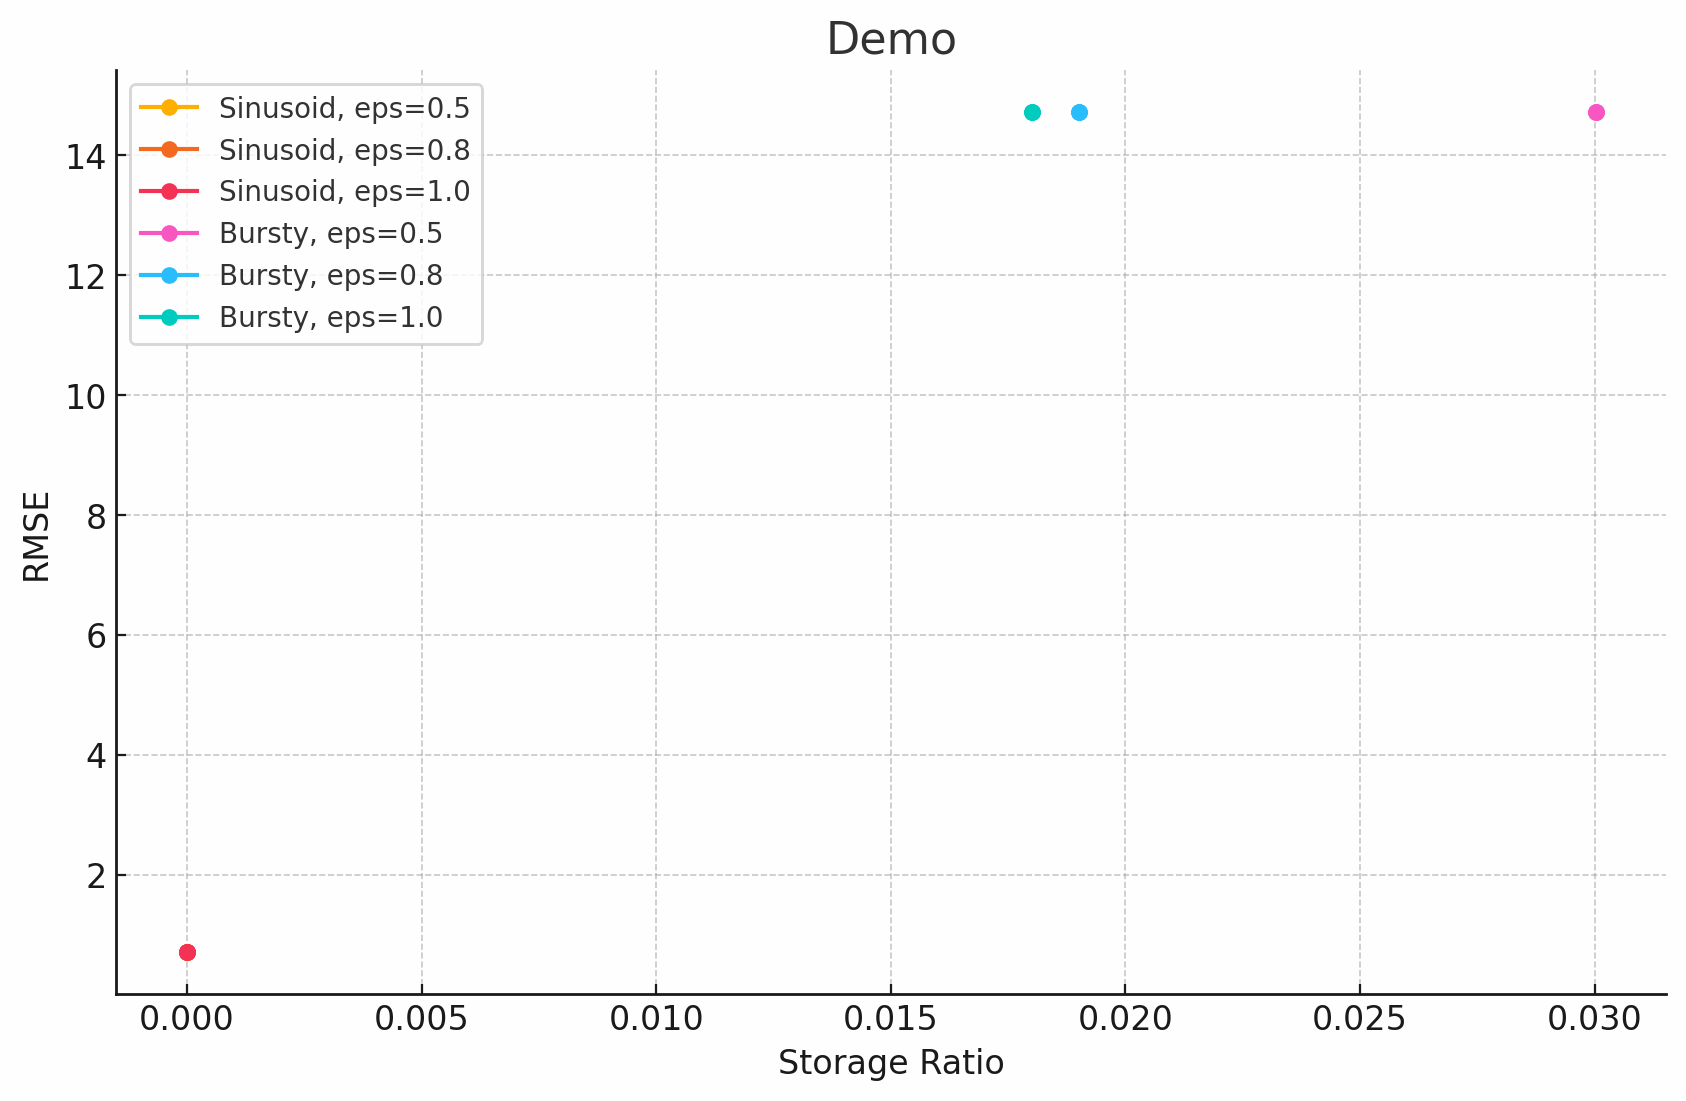 Demo
Sinusoid, eps=0.5
Sinusoid, eps=0.8
Sinusoid, eps=1.0
Bursty, eps=0.5
Bursty, eps=0.8
Bursty, eps=1.0
14
12
10
8
6
4
2
RMSE
0.000 0.005 0.010 0.015 0.020 0.025 0.030
Storage Ratio